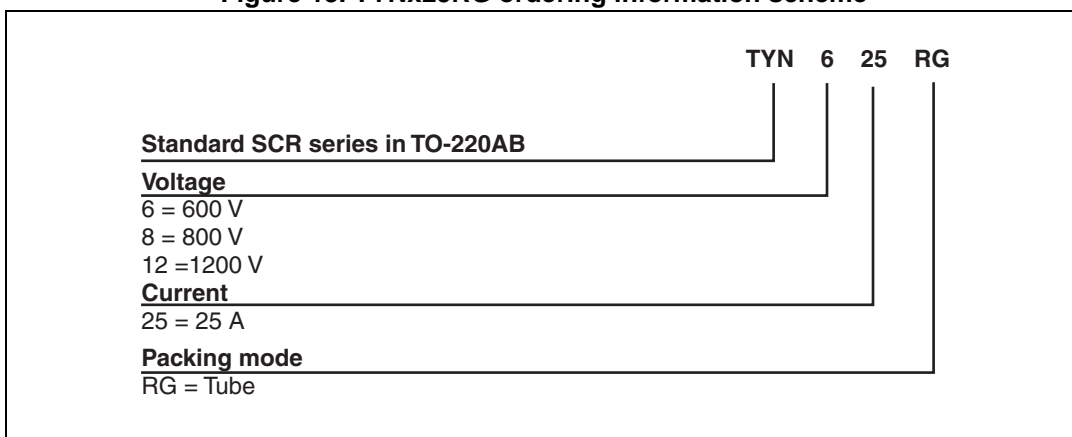 TYN 6 25 RG
Standard SCR series in TO-220AB
Voltage
6 = 600 V
8 = 800 V
12 =1200 V
Current
25 = 25 A
Packing mode
RG = Tube